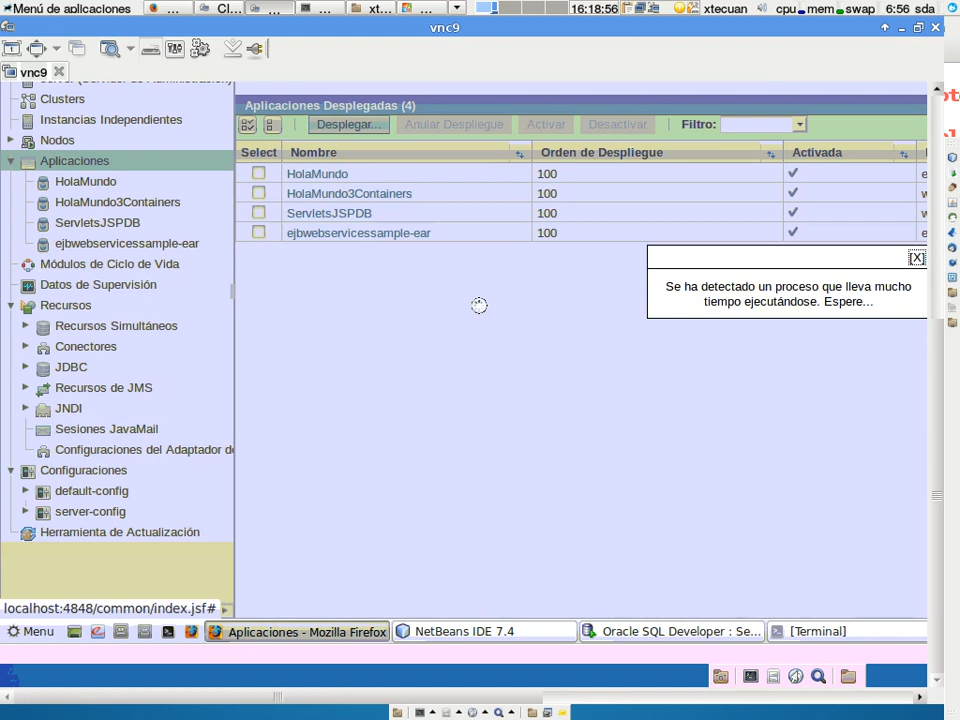 Menú de aplicaciones
...
Cl...
...
...
xt...
...
16:18:56
xtecuan
cpu
mem
swap
6:56 sda
vnc9
vnc9
Clusters
Instancias Independientes
Nodos
Aplicaciones
HolaMundo
HolaMundo3Containers
ServletsJSPDB
ejbwebservicessample-ear
Módulos de Ciclo de Vida
Datos de Supervisión
Recursos
Recursos Simultáneos
Conectores
JDBC
Recursos de JMS
JNDI
Sesiones JavaMail
Configuraciones del Adaptador de
Configuraciones
default-config
server-config
Herramienta de Actualización
localhost:4848/common/index.jsf#
Aplicaciones Desplegadas (4)
Desplegar... Anular Despliegue Activar Desactivar Filtro:
Select Nombre Orden de Despliegue Activada
HolaMundo 100
HolaMundo3Containers 100
ServletsJSPDB 100
ejbwebservicessample-ear 100
[X]
Se ha detectado un proceso que lleva mucho
tiempo ejecutándose. Espere...
Menu
Aplicaciones - Mozilla Firefox
NetBeans IDE 7.4
Oracle SQL Developer : Se...
[Terminal]